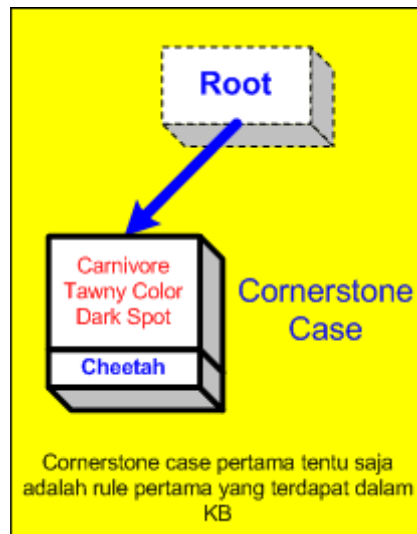 Root
Carnivore
Tawny Color
Dark Spot
Cheetah
Cornerstone
Case
Cornerstone case pertama tentu saja
adalah rule pertama yang terdapat dalam
KB